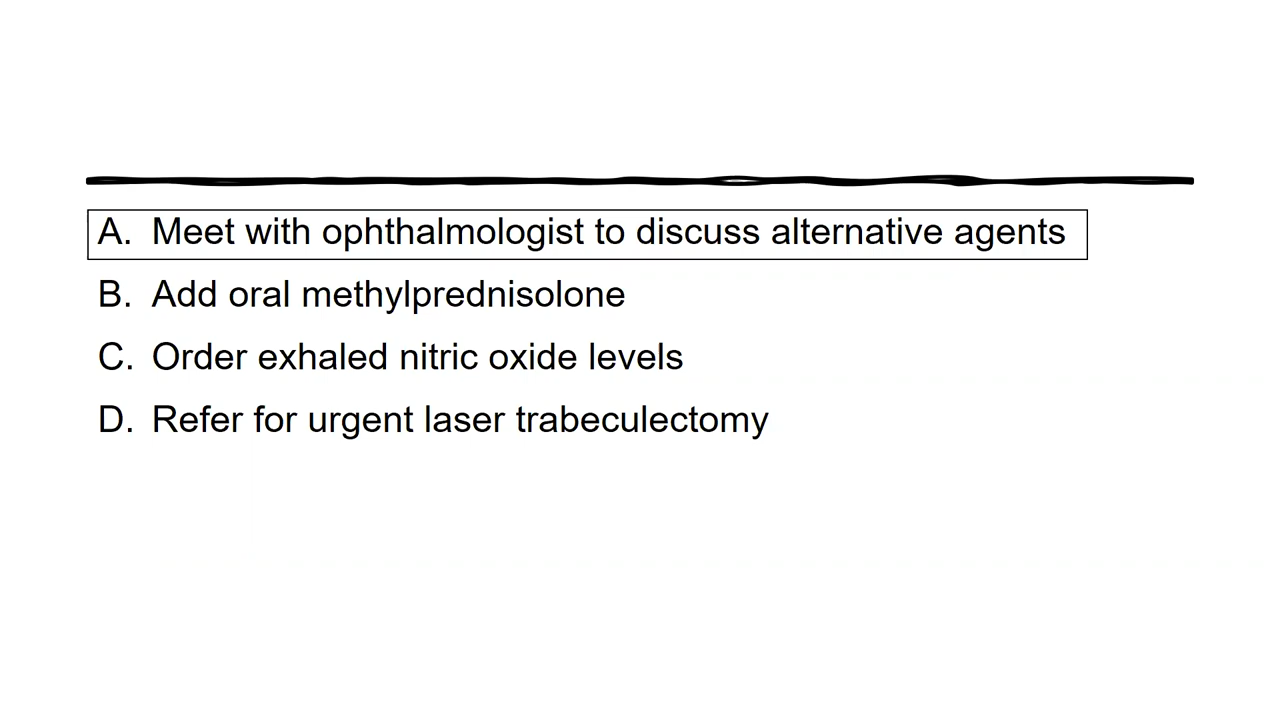 A. Meet with ophthalmologist to discuss alternative agents
B. Add oral methylprednisolone
C. Order exhaled nitric oxide levels
D. Refer for urgent laser trabeculectomy